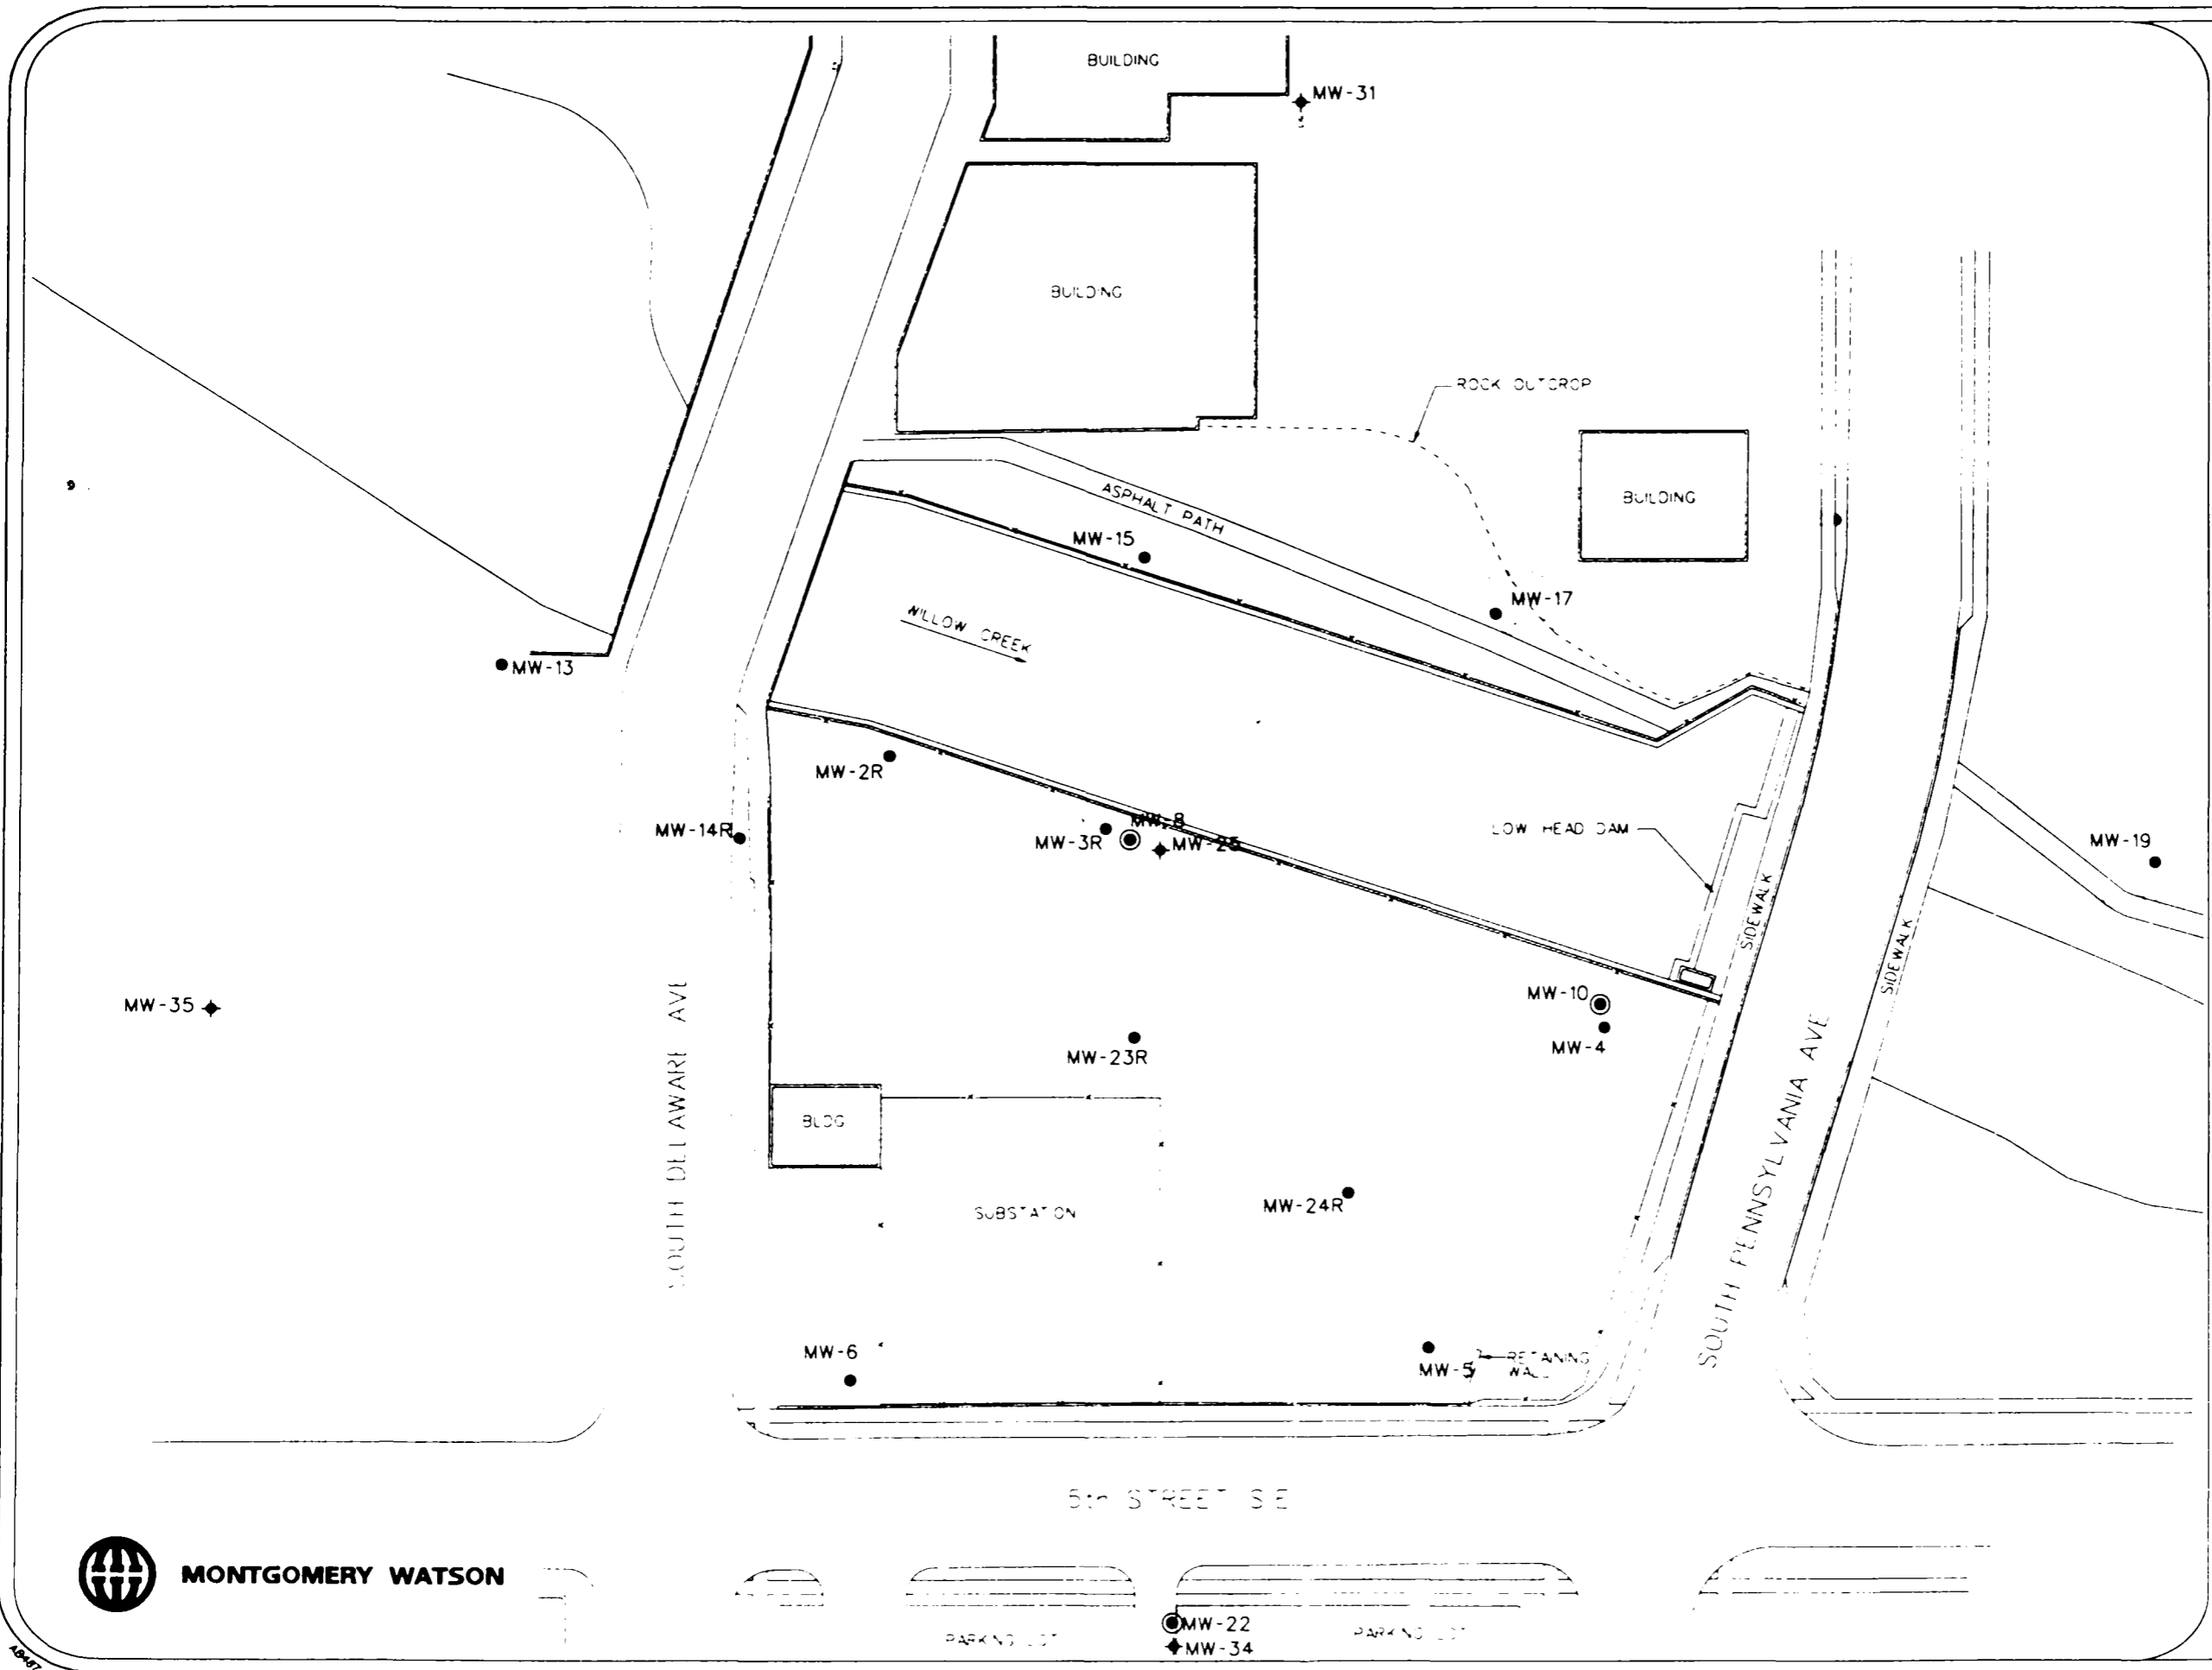 BUILDING
MW-31
BUILDING
ROCK OUTCROP
BUILDING
ASPHALT PATH
MW-15
MW-17
WILLOW CREEK
MW-13
MW-2R
MW-14R
MW-8
MW-3R
LOW HEAD DAM
MW-19
SIDEWALK
SIDEWALK
MW-35
MW-10
MW-4
MW-23R
SOUTH DELAWARE AVE
SOUTH PENNSYLVANIA AVE
BLDG
MW-24R
SUBSTATION
MW-6
MW-5
RETAINING
WALL
5th STREET S E
MONTGOMERY WATSON
MW-22
PARKING LOT
PARKING LOT
MW-34